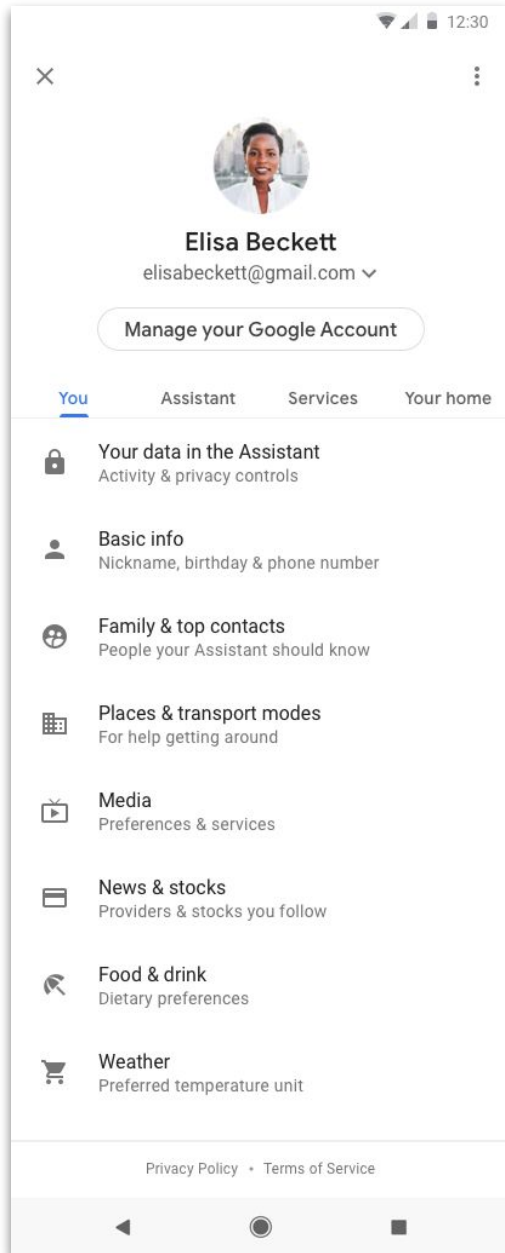 12:30
Elisa Beckett
elisabeckett@gmail.com
Manage your Google Account
You Assistant Services Your home
Your data in the Assistant
Activity & privacy controls
Basic info
Nickname, birthday & phone number
Family & top contacts
People your Assistant should know
Places & transport modes
For help getting around
Media
Preferences & services
News & stocks
Providers & stocks you follow
Food & drink
Dietary preferences
Weather
Preferred temperature unit
Privacy Policy • Terms of Service